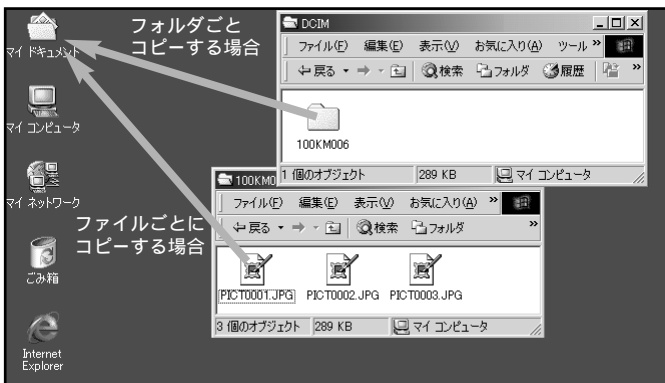 マイ ドキュメント
フォルダごと
コピーする場合
DCIM
ファイル(F) 編集(E) 表示(V) お気に入り(A) ツール »
戻る 検索 フォルダ 履歴 »
100KM006
1 個のオブジェクト 289 KB マイ コンピュータ
マイ コンピュータ
マイ ネットワーク
ファイルごとに
コピーする場合
100KM0
ファイル(F) 編集(E) 表示(V) お気に入り(A) »
戻る 検索 フォルダ »
PICT0001.JPG PICT0002.JPG PICT0003.JPG
3 個のオブジェクト 289 KB マイ コンピュータ
ごみ箱
Internet
Explorer